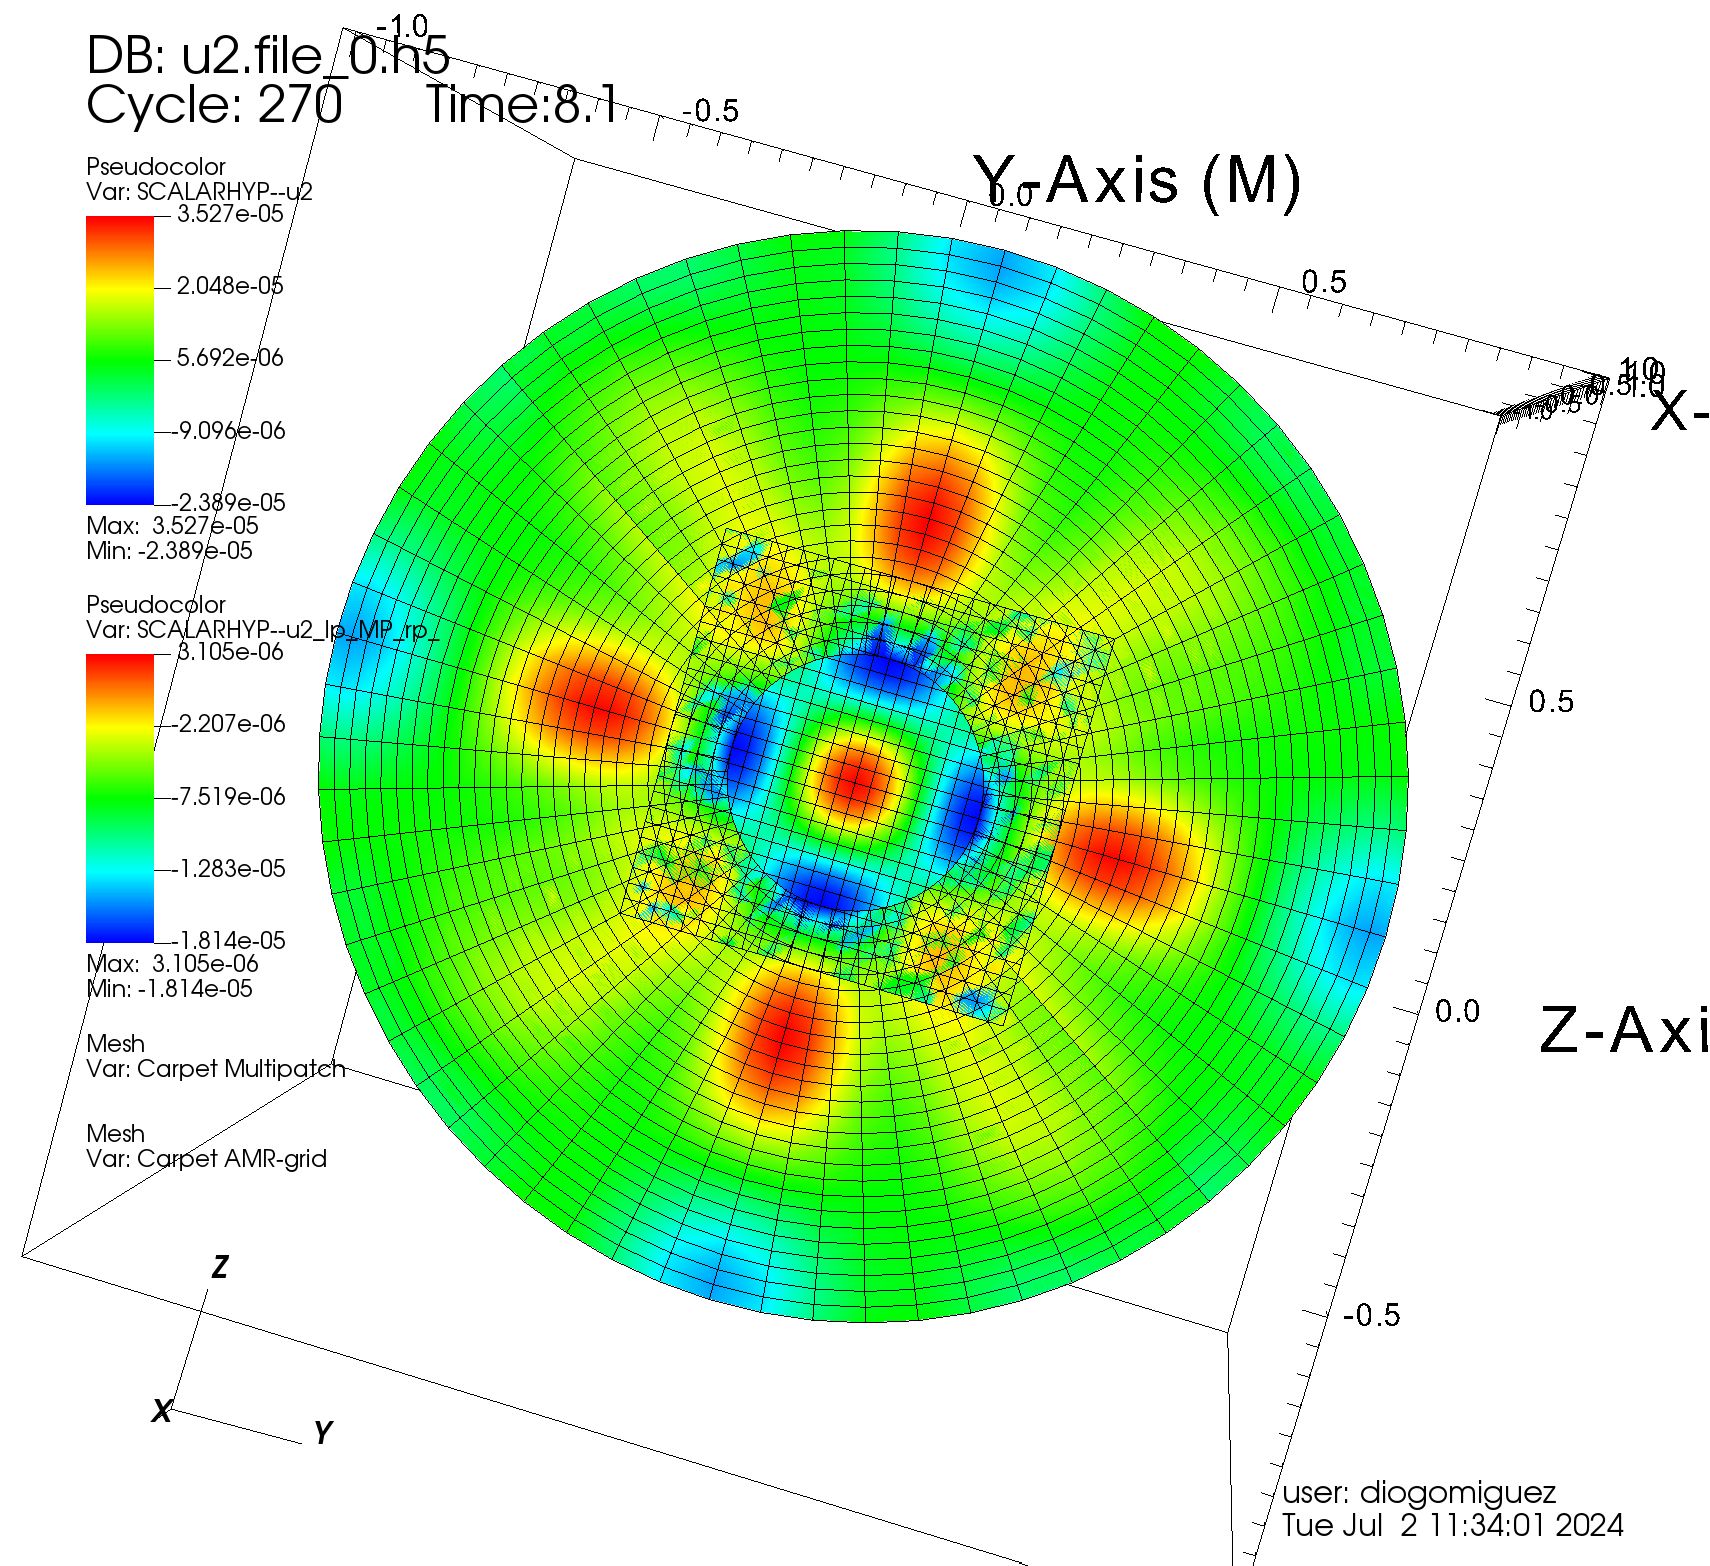 DB: u2.file_0.h5
Cycle: 270 Time:8.1
Pseudocolor
Var: SCALARHYP--u2
3.527e-05
2.048e-05
5.692e-06
-9.096e-06
-2.389e-05
Max: 3.527e-05
Min: -2.389e-05
Pseudocolor
Var: SCALARHYP--u2_lp_MP_rp_
3.105e-06
-2.207e-06
-7.519e-06
-1.283e-05
-1.814e-05
Max: 3.105e-06
Min: -1.814e-05
Mesh
Var: Carpet Multipatch
Mesh
Var: Carpet AMR-grid
-1.0
-0.5
0.0
0.5
1.0
Y-Axis (M)
X-
0.5
0.0
-0.5
Z-Axi
Z
X
Y
user: diogomiguez
Tue Jul 2 11:34:01 2024